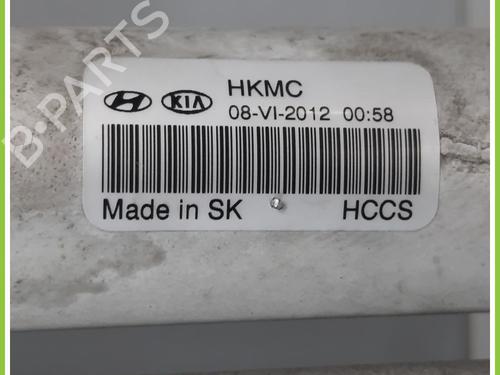 B-PARTS
HKMC
KIA
08-VI-2012 00:58
Made in SK HCCS